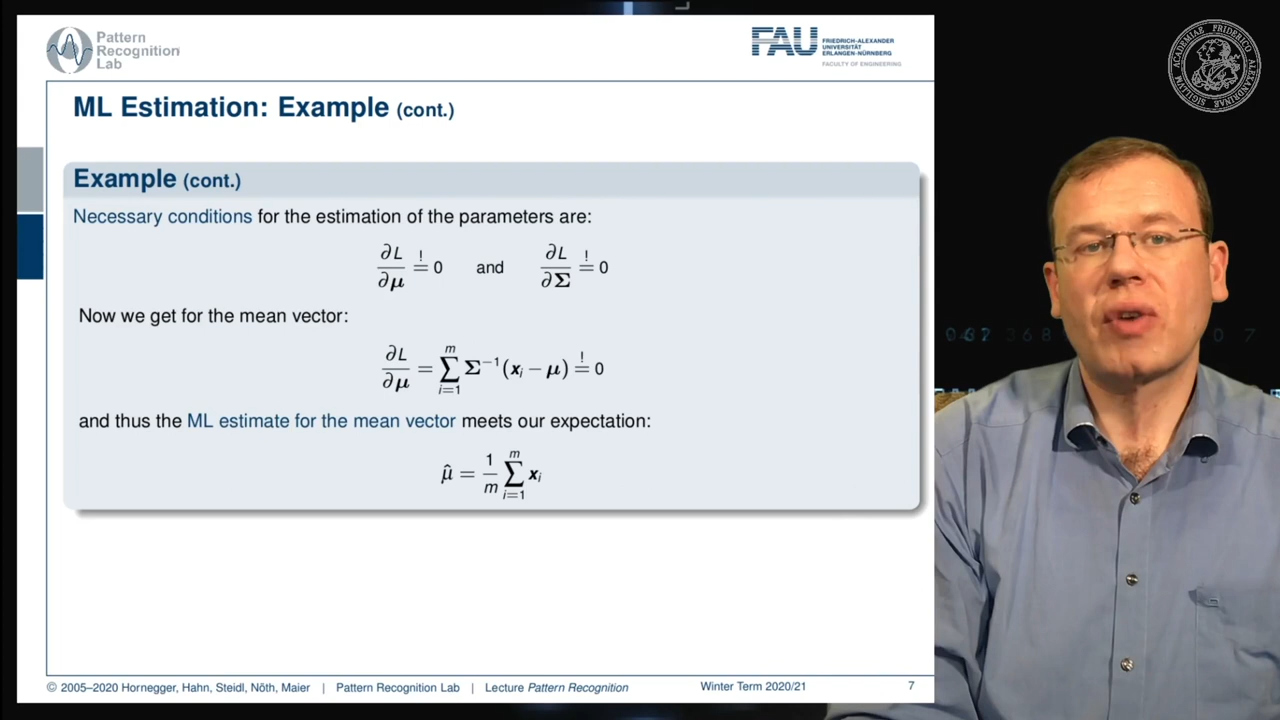 Pattern
Recognition
Lab
FAU FRIEDRICH-ALEXANDER
UNIVERSITÄT
ERLANGEN-NÜRNBERG
FACULTY OF ENGINEERING
ML Estimation: Example (cont.)
Example (cont.)
Necessary conditions for the estimation of the parameters are:
∂L/∂μ =! 0 and ∂L/∂Σ =! 0
Now we get for the mean vector:
∂L/∂μ = ∑_{i=1}^{m} Σ⁻¹(x_i − μ) =! 0
and thus the ML estimate for the mean vector meets our expectation:
μ̂ = 1/m ∑_{i=1}^{m} x_i
© 2005–2020 Hornegger, Hahn, Steidl, Nöth, Maier | Pattern Recognition Lab | Lecture Pattern Recognition Winter Term 2020/21 7